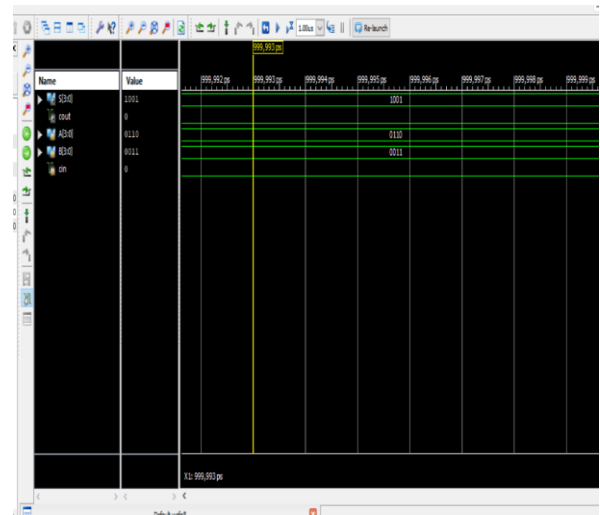 1.00us Re-launch
999,993 ps
Name Value 999,992 ps 999,993 ps 999,994 ps 999,995 ps 999,996 ps 999,997 ps 999,998 ps 999,999 ps
S[3:0] 1001 1001
cout 0
A[3:0] 0110 0110
B[3:0] 0011 0011
cin 0
X1: 999,993 ps